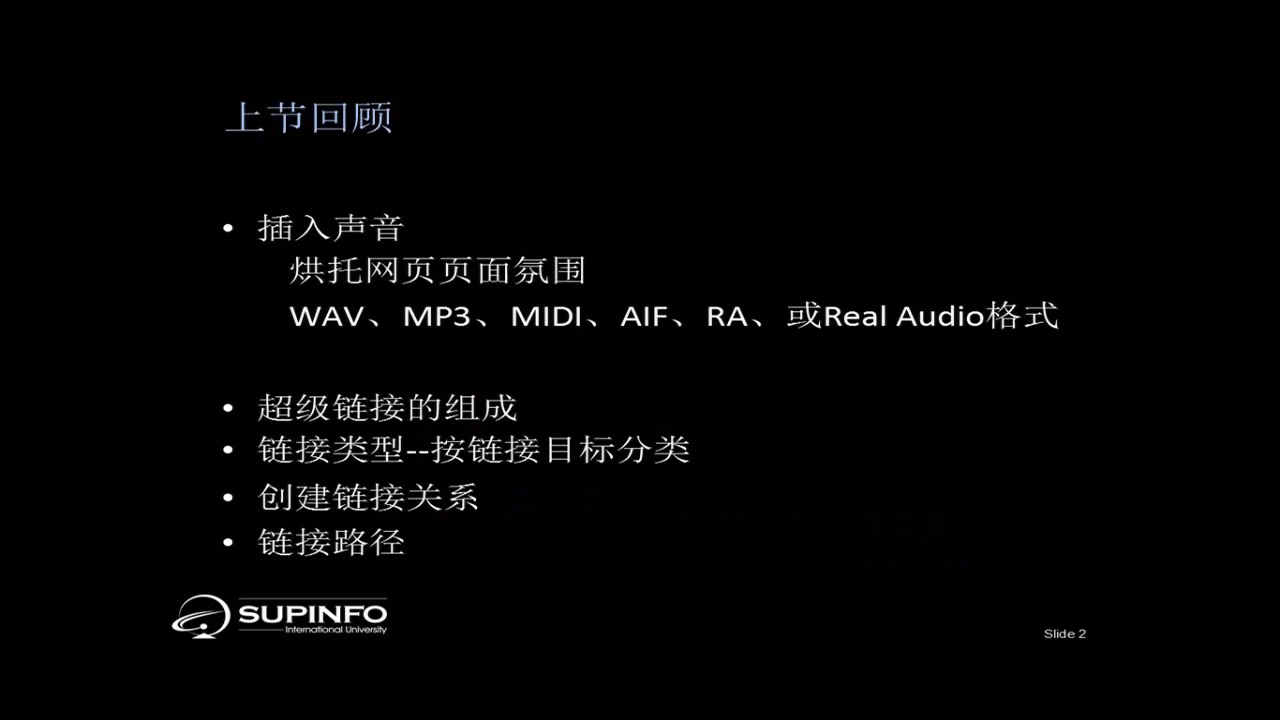 上节回顾
• 插入声音
烘托网页页面氛围
WAV、MP3、MIDI、AIF、RA、或Real Audio格式
• 超级链接的组成
• 链接类型--按链接目标分类
• 创建链接关系
• 链接路径
SUPINFO
International University
Slide 2